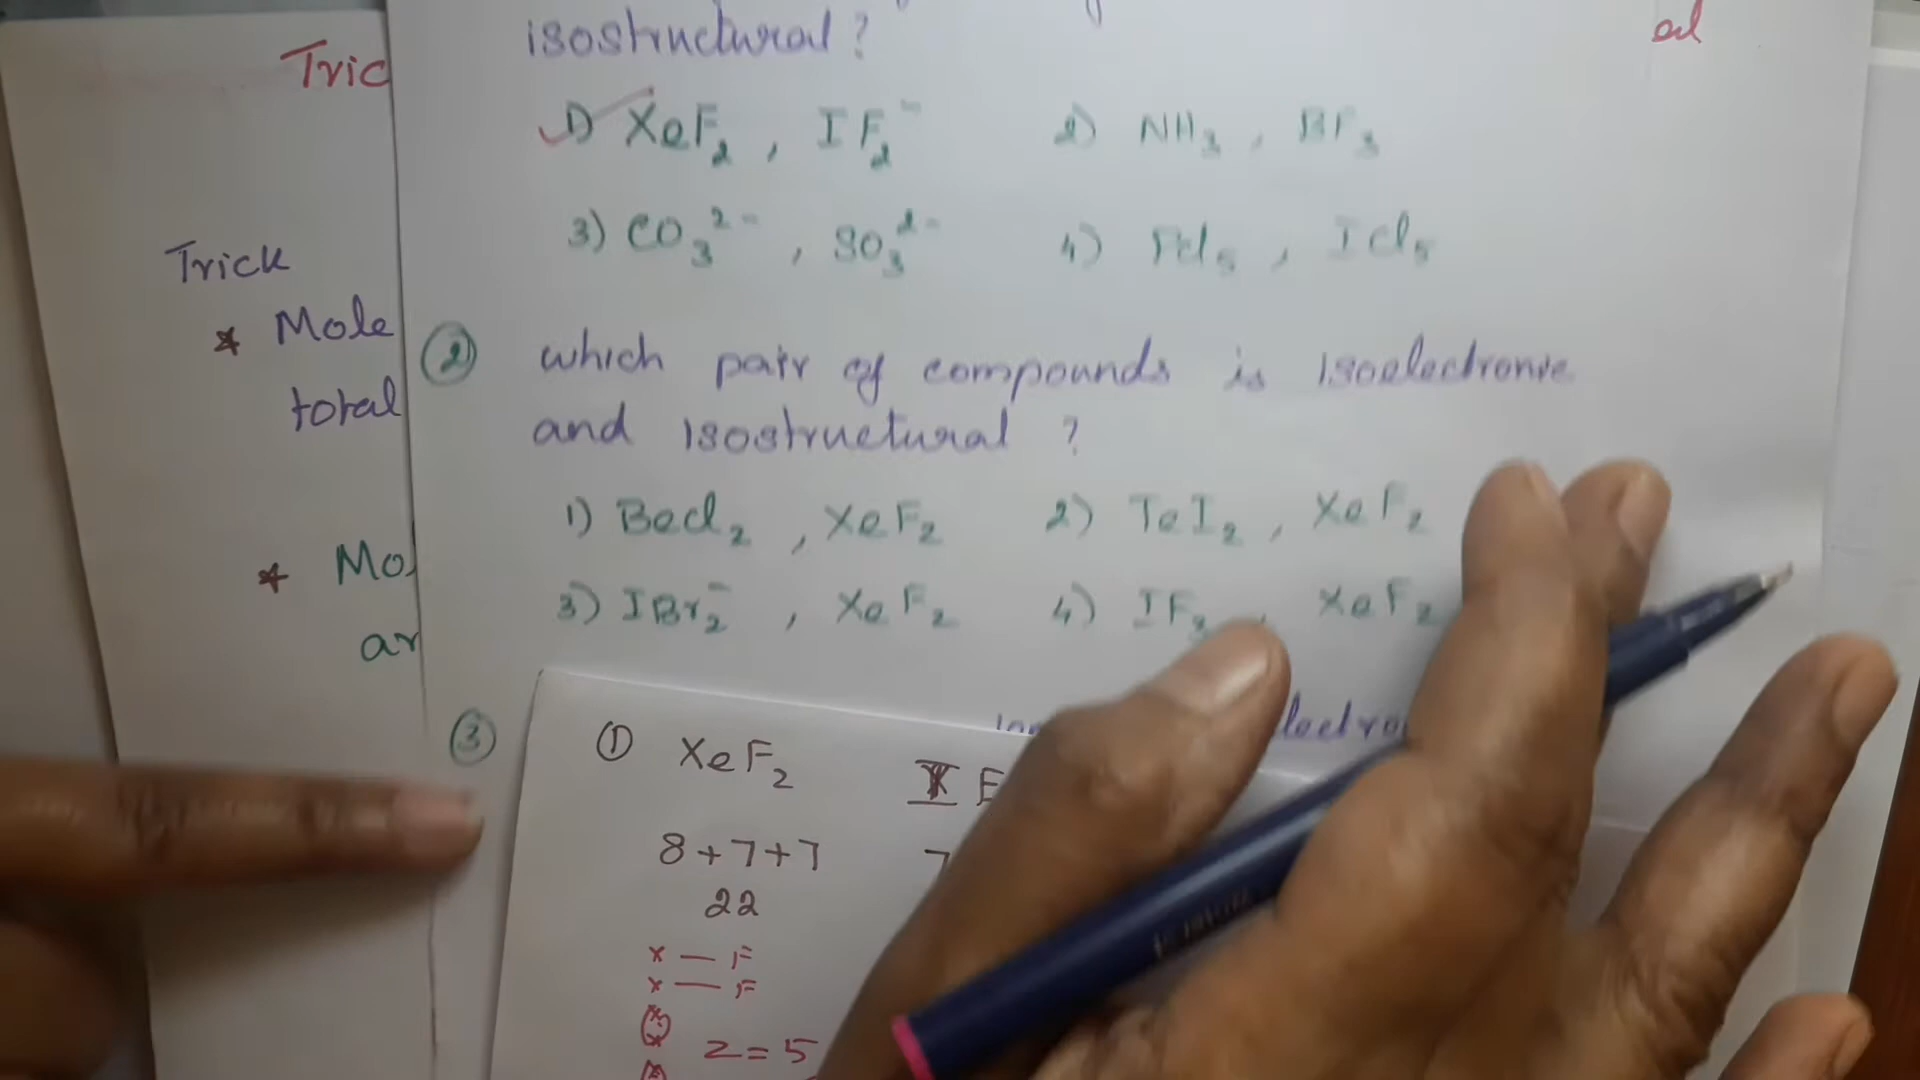 isostructural ?
ed
Tric
1) XeF₂ , IF₂⁻ 2) NH₃ , BF₃
3) CO₃²⁻ , SO₃²⁻ 4) PCl₅ , ICl₅
Trick
* Mole
total
* Mo
ar
② which pair of compounds is isoelectronic
and isostructural ?
1) BeCl₂ , XeF₂ 2) TeI₂ , XeF₂
3) IBr₂⁻ , XeF₂ 4) IF₃ , XeF₂
③
① XeF₂ I F
8+7+7 7
22
x — F
x — F
Z=5